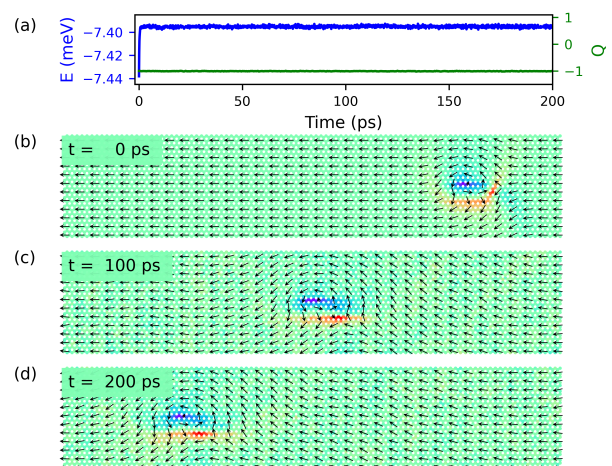 (a)
E (meV)
−7.40
−7.42
−7.44
1
0
−1
Q
0
50
100
150
200
Time (ps)
(b)
t = 0 ps
(c)
t = 100 ps
(d)
t = 200 ps